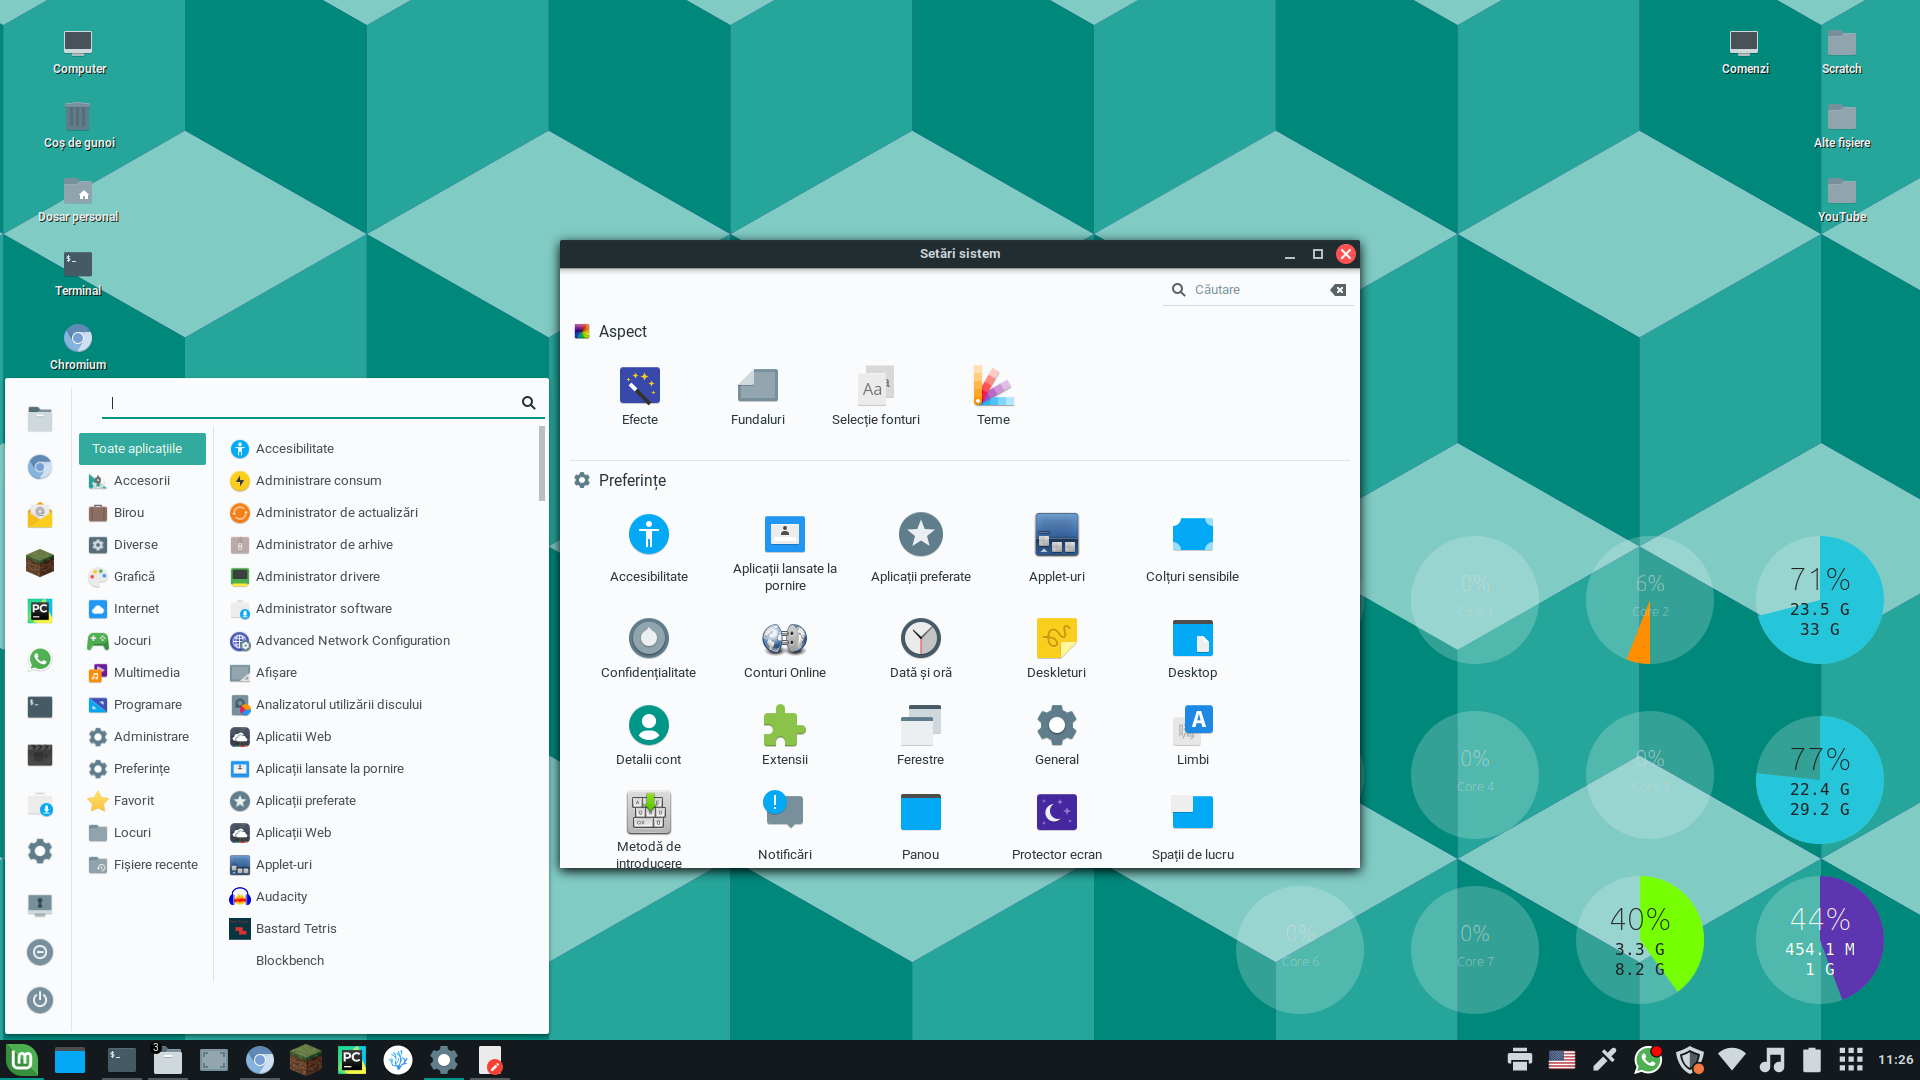 Computer
Coș de gunoi
Dosar personal
Terminal
Chromium
Comenzi
Scratch
Alte fișiere
YouTube
Toate aplicațiile
Accesorii
Birou
Diverse
Grafică
Internet
Jocuri
Multimedia
Programare
Administrare
Preferințe
Favorit
Locuri
Fișiere recente
Accesibilitate
Administrare consum
Administrator de actualizări
Administrator de arhive
Administrator drivere
Administrator software
Advanced Network Configuration
Afișare
Analizatorul utilizării discului
Aplicatii Web
Aplicații lansate la pornire
Aplicații preferate
Aplicații Web
Applet-uri
Audacity
Bastard Tetris
Blockbench
Setări sistem
Căutare
Aspect
Efecte
Fundaluri
Selecție fonturi
Teme
Preferințe
Accesibilitate
Aplicații lansate la
pornire
Aplicații preferate
Applet-uri
Colțuri sensibile
Confidențialitate
Conturi Online
Dată și oră
Deskleturi
Desktop
Detalii cont
Extensii
Ferestre
General
Limbi
Metodă de
introducere
Notificări
Panou
Protector ecran
Spații de lucru
0%
Core 1
6%
Core 2
71%
23.5 G
33 G
0%
Core 4
0%
Core 5
77%
22.4 G
29.2 G
0%
Core 6
0%
Core 7
40%
3.3 G
8.2 G
44%
454.1 M
1 G
3
11:26